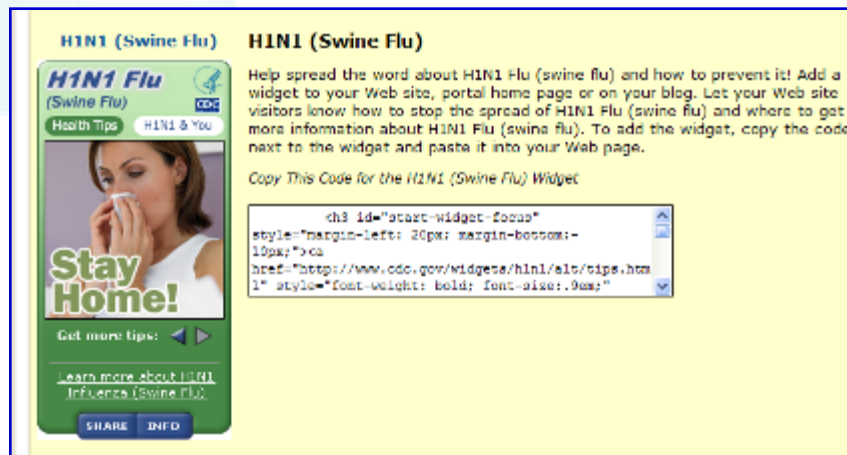 H1N1 (Swine Flu)
H1N1 Flu
(Swine Flu)
CDC
Health Tips
H1N1 & You
Stay
Home!
Get more tips:
Learn more about H1N1
Influenza (Swine Flu)
SHARE INFO
H1N1 (Swine Flu)
Help spread the word about H1N1 Flu (swine flu) and how to prevent it! Add a
widget to your Web site, portal home page or on your blog. Let your Web site
visitors know how to stop the spread of H1N1 Flu (swine flu) and where to get
more information about H1N1 Flu (swine flu). To add the widget, copy the code
next to the widget and paste it into your Web page.
Copy This Code for the H1N1 (Swine Flu) Widget
<h3 id="start-widget-focus"
style="margin-left: 20px; margin-bottom:-
10px;"><a
href="http://www.cdc.gov/widgets/h1n1/alt/tips.htm
l" style="font-weight: bold; font-size:.9em;"